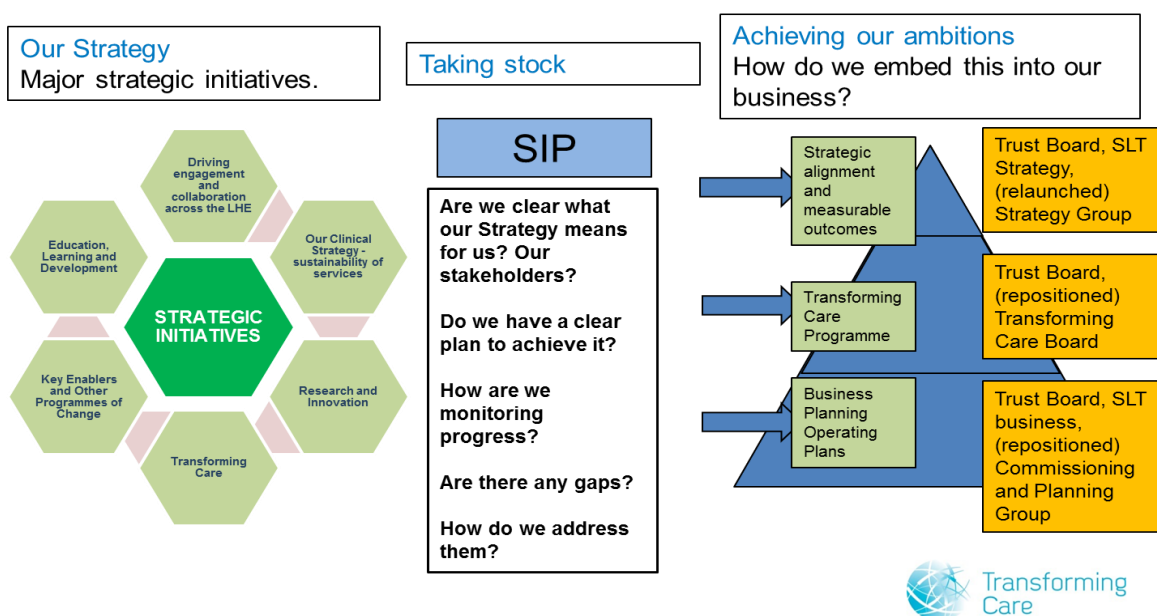 Our Strategy
Major strategic initiatives.
Driving
engagement
and
collaboration
across the LHE
Our Clinical
Strategy -
sustainability of
services
Research and
Innovation
Transforming
Care
Key Enablers
and Other
Programmes of
Change
Education,
Learning and
Development
STRATEGIC
INITIATIVES
Taking stock
SIP
Are we clear what
our Strategy means
for us? Our
stakeholders?
Do we have a clear
plan to achieve it?
How are we
monitoring
progress?
Are there any gaps?
How do we address
them?
Achieving our ambitions
How do we embed this into our
business?
Strategic
alignment
and
measurable
outcomes
Trust Board, SLT
Strategy,
(relaunched)
Strategy Group
Transforming
Care
Programme
Trust Board,
(repositioned)
Transforming
Care Board
Business
Planning
Operating
Plans
Trust Board, SLT
business,
(repositioned)
Commissioning
and Planning
Group
Transforming
Care